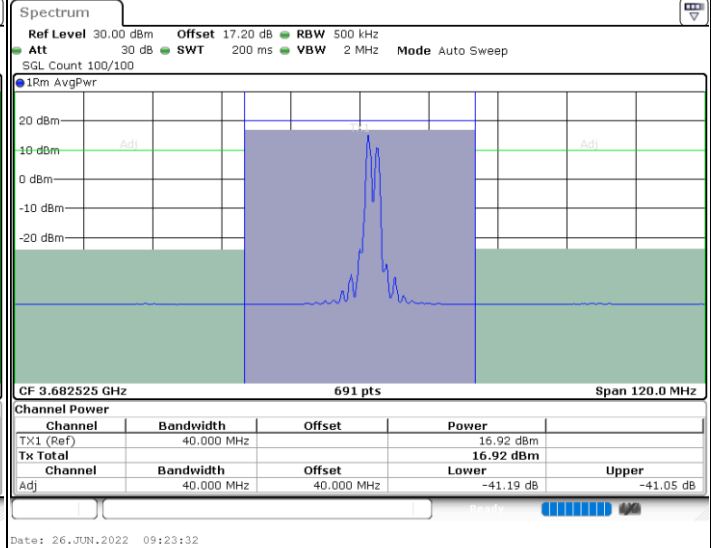 Spectrum
Ref Level 30.00 dBm Offset 17.20 dB RBW 500 kHz
Att 30 dB SWT 200 ms VBW 2 MHz Mode Auto Sweep
SGL Count 100/100
1Rm AvgPwr
20 dBm
TX1
Adj Adj
10 dBm
0 dBm
-10 dBm
-20 dBm
CF 3.682525 GHz 691 pts Span 120.0 MHz
Channel Power
Channel Bandwidth Offset Power
TX1 (Ref) 40.000 MHz 16.92 dBm
Tx Total 16.92 dBm
Channel Bandwidth Offset Lower Upper
Adj 40.000 MHz 40.000 MHz -41.19 dB -41.05 dB
Ready
Date: 26.JUN.2022 09:23:32